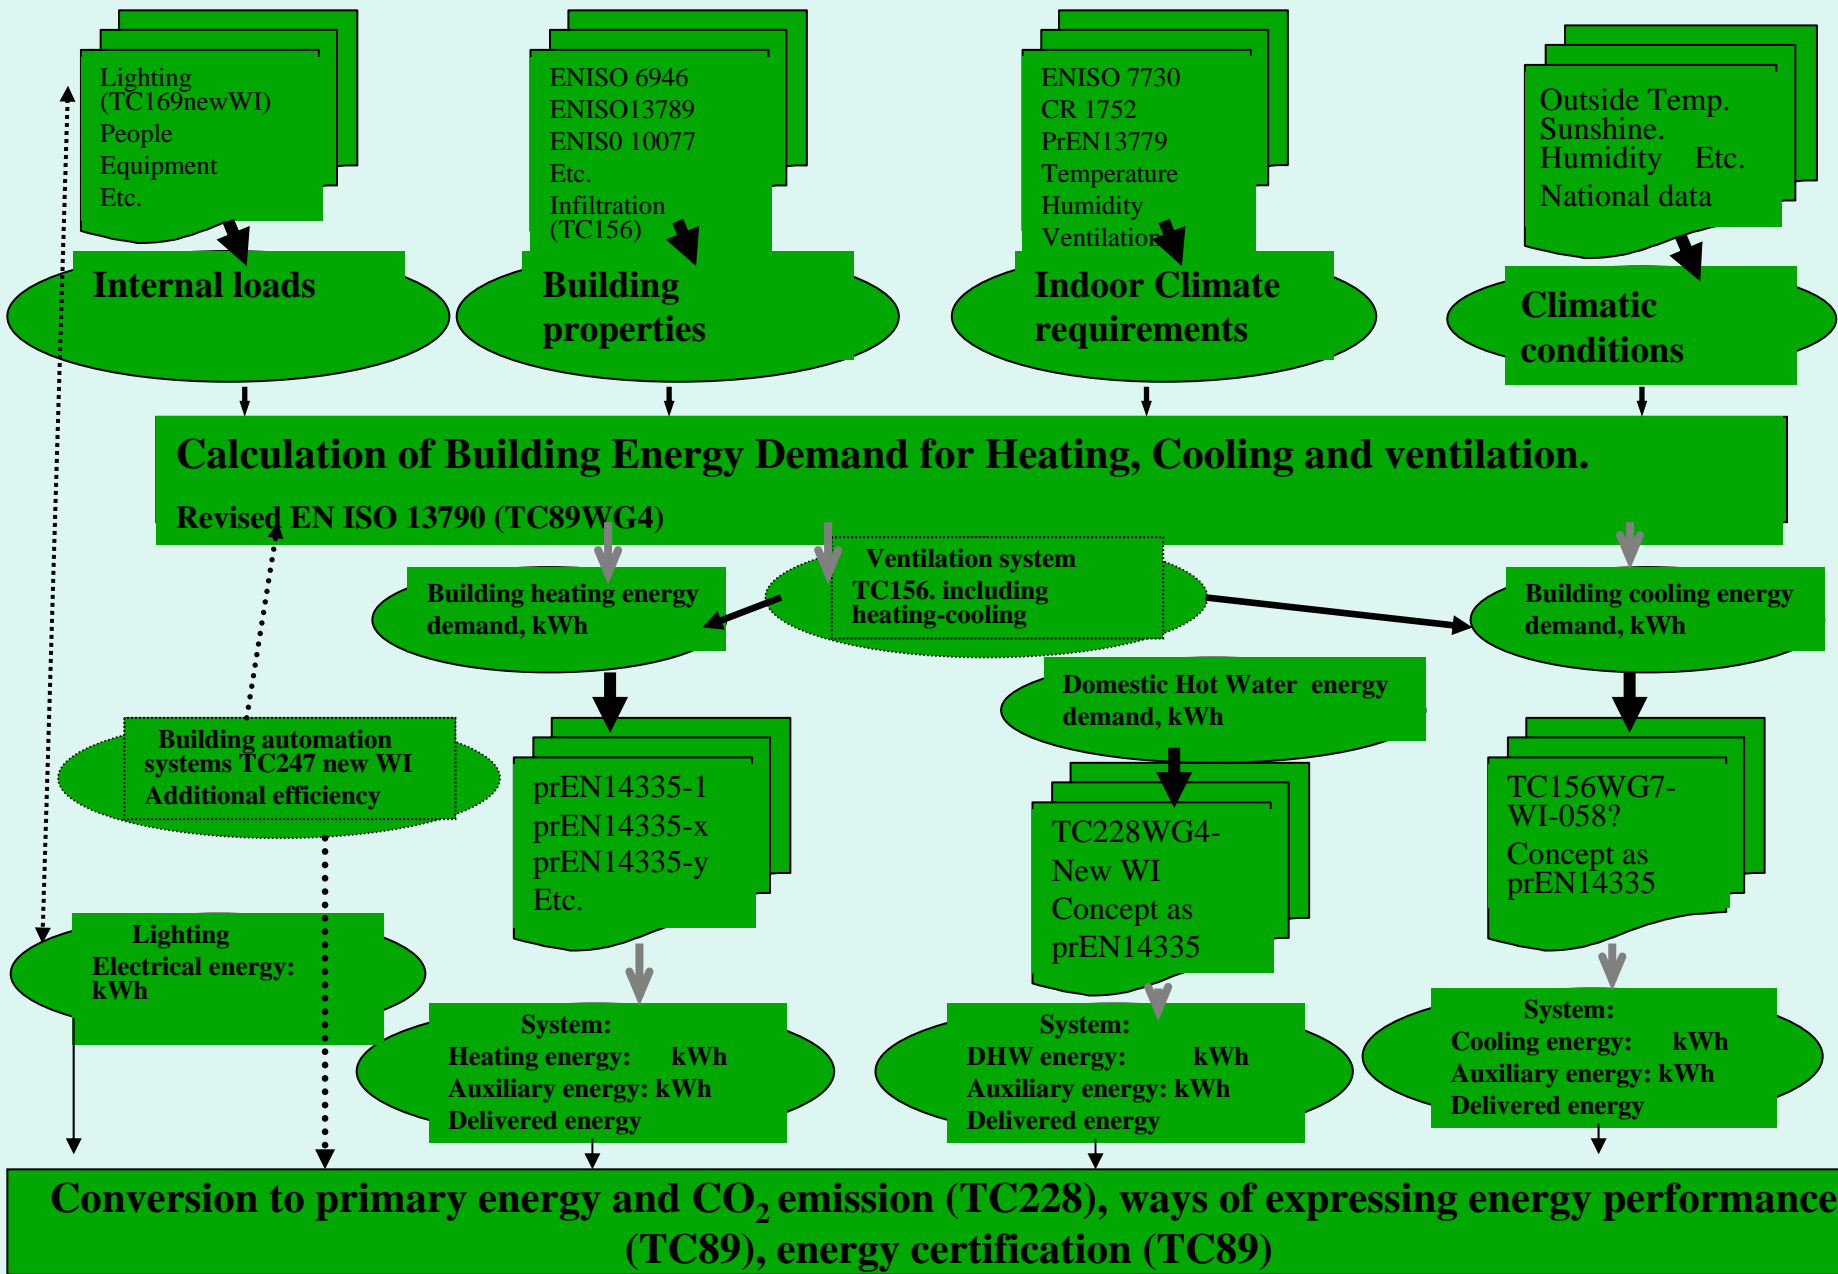 Lighting
(TC169newWI)
People
Equipment
Etc.
ENISO 6946
ENISO13789
ENIS0 10077
Etc.
Infiltration
(TC156)
ENISO 7730
CR 1752
PrEN13779
Temperature
Humidity
Ventilation
Outside Temp.
Sunshine.
Humidity Etc.
National data
Internal loads
Building
properties
Indoor Climate
requirements
Climatic
conditions
Calculation of Building Energy Demand for Heating, Cooling and ventilation.
Revised EN ISO 13790 (TC89WG4)
Building heating energy
demand, kWh
Ventilation system
TC156. including
heating-cooling
Building cooling energy
demand, kWh
Domestic Hot Water energy
demand, kWh
Building automation
systems TC247 new WI
Additional efficiency
prEN14335-1
prEN14335-x
prEN14335-y
Etc.
TC228WG4-
New WI
Concept as
prEN14335
TC156WG7-
WI-058?
Concept as
prEN14335
Lighting
Electrical energy:
kWh
System:
Heating energy: kWh
Auxiliary energy: kWh
Delivered energy
System:
DHW energy: kWh
Auxiliary energy: kWh
Delivered energy
System:
Cooling energy: kWh
Auxiliary energy: kWh
Delivered energy
Conversion to primary energy and CO₂ emission (TC228), ways of expressing energy performance
(TC89), energy certification (TC89)